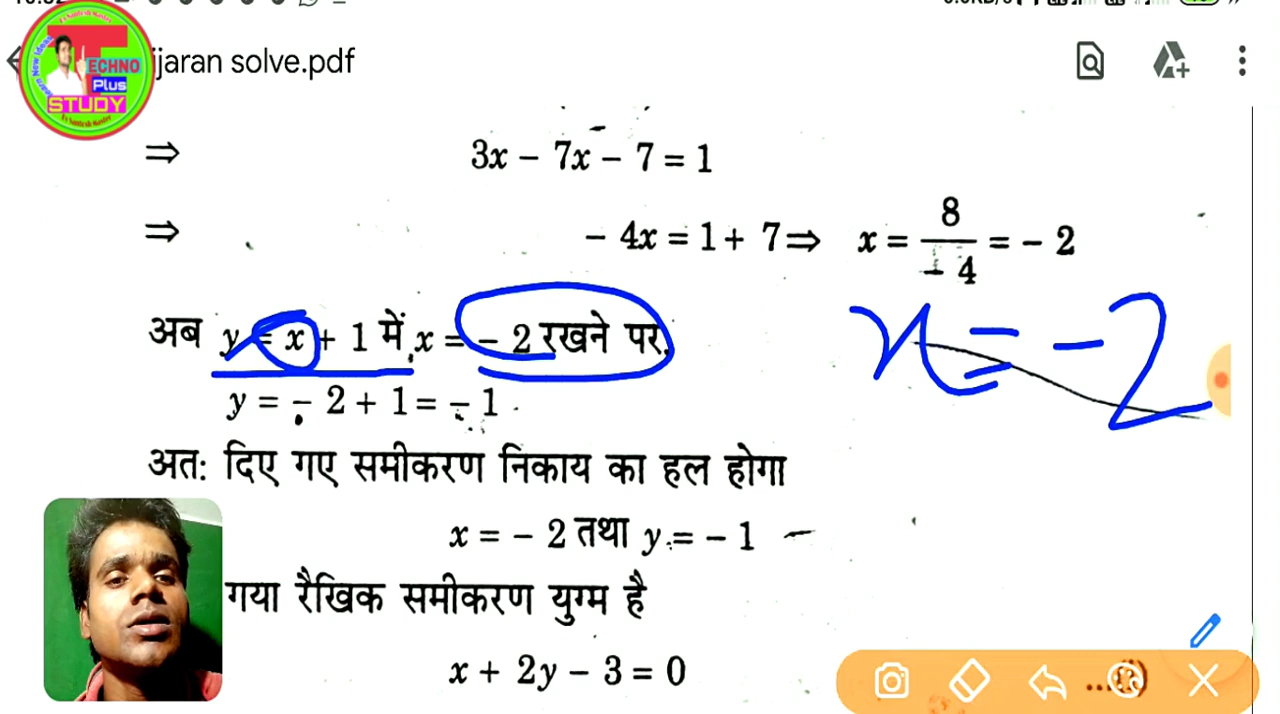 TECHNO
Plus
STUDY
ijaran solve.pdf
⇒ 3x – 7x – 7 = 1
⇒ – 4x = 1 + 7 ⇒ x = 8/– 4 = – 2
अब y = x + 1 में x = – 2 रखने पर,
x = – 2
y = – 2 + 1 = – 1
अत: दिए गए समीकरण निकाय का हल होगा
x = – 2 तथा y = – 1
गया रैखिक समीकरण युग्म है
x + 2y – 3 = 0